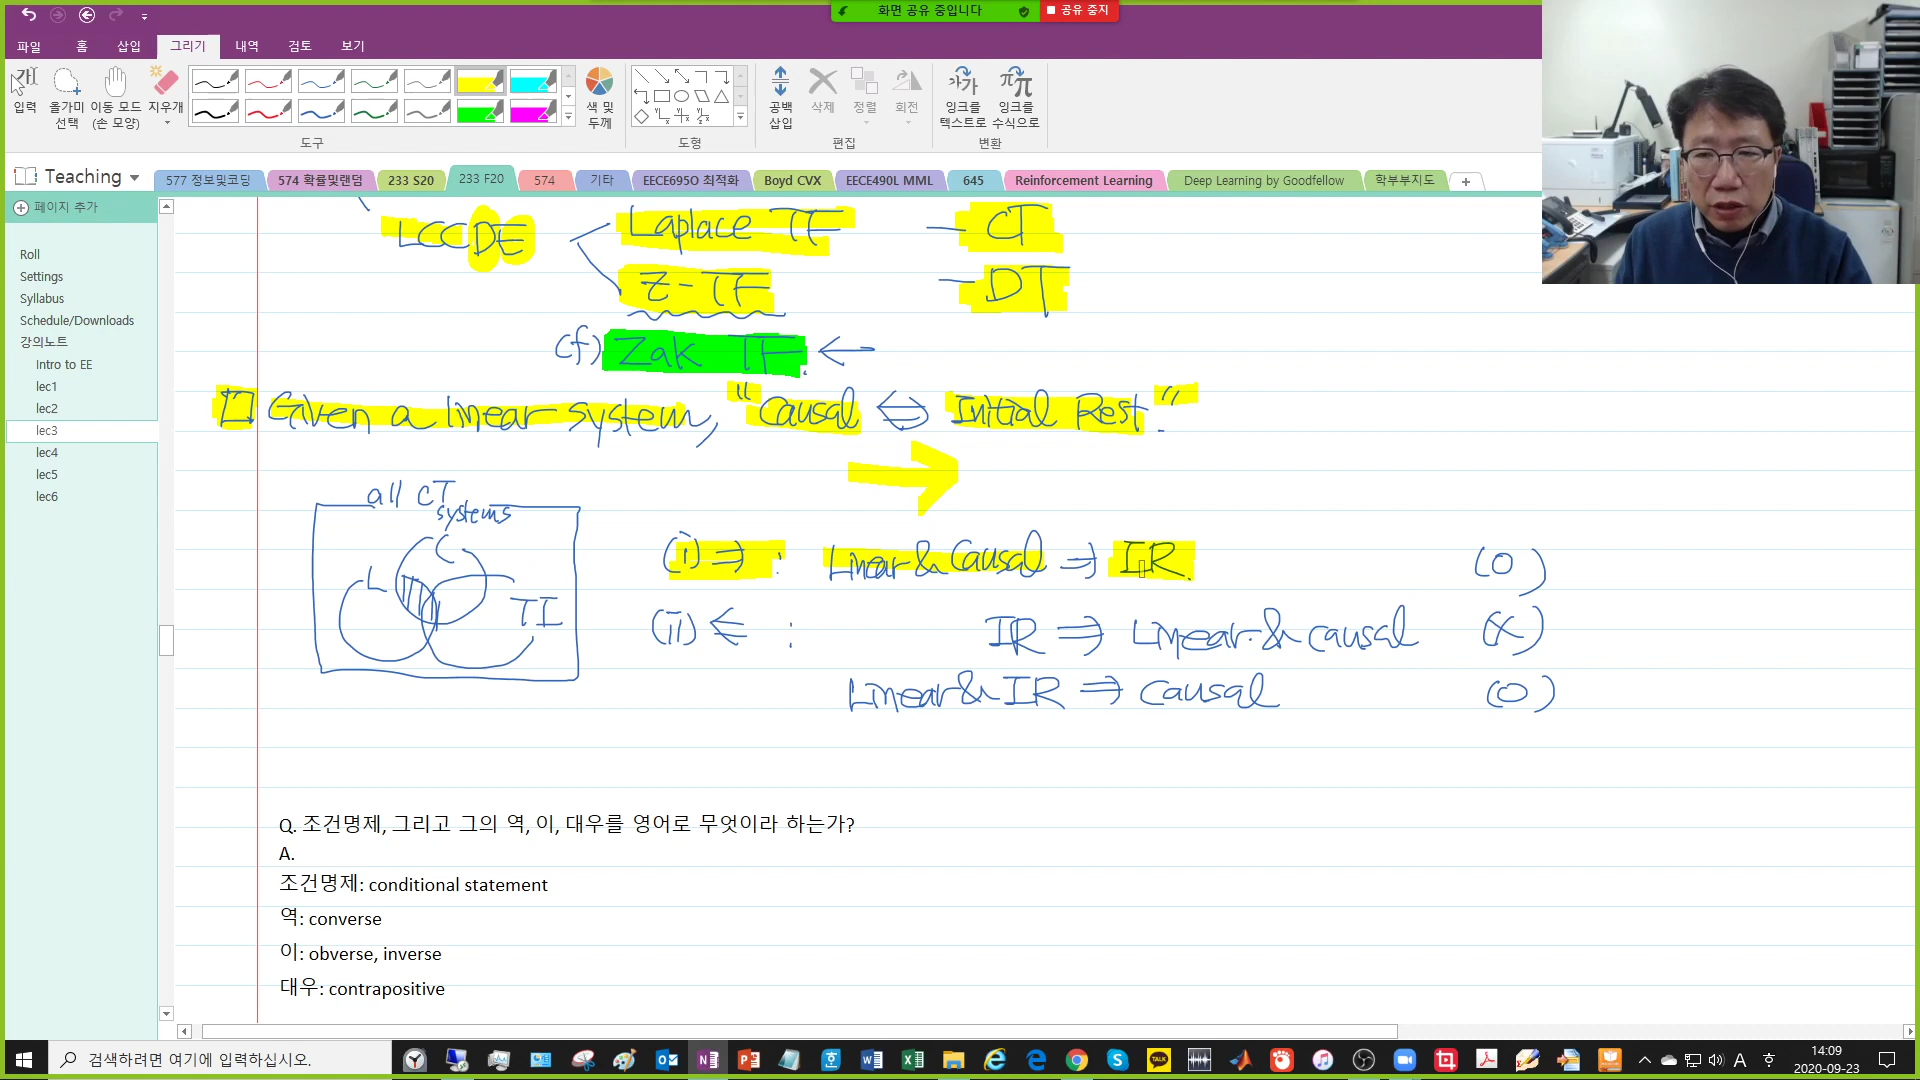 화면 공유 중입니다 공유 중지
파일 홈 삽입 그리기 내역 검토 보기
입력 올가미 선택 이동 모드 (손 모양) 지우개 색 및 두께 공백 삽입 삭제 정렬 회전 잉크를 텍스트로 잉크를 수식으로
도구 도형 편집 변환
Teaching 577 정보및코딩 574 확률및랜덤 233 S20 233 F20 574 기타 EECE695O 최적화 Boyd CVX EECE490L MML 645 Reinforcement Learning Deep Learning by Goodfellow 학부부지도 +
페이지 추가
Roll
Settings
Syllabus
Schedule/Downloads
강의노트
Intro to EE
lec1
lec2
lec3
lec4
lec5
lec6
LCCDE < Laplace TF - CT
Z-TF - DT
(f) Zak TF. ←
□ Given a linear system, "Causal ⇔ Initial Rest".
→
all CT systems
C
L
TI
(i) ⇒ : Linear & Causal ⇒ IR. (O)
(ii) ⇐ : IR ⇒ Linear & causal (X)
Linear & IR ⇒ causal (O)
Q. 조건명제, 그리고 그의 역, 이, 대우를 영어로 무엇이라 하는가?
A.
조건명제: conditional statement
역: converse
이: obverse, inverse
대우: contrapositive
검색하려면 여기에 입력하십시오.
TALK
A
14:09
2020-09-23